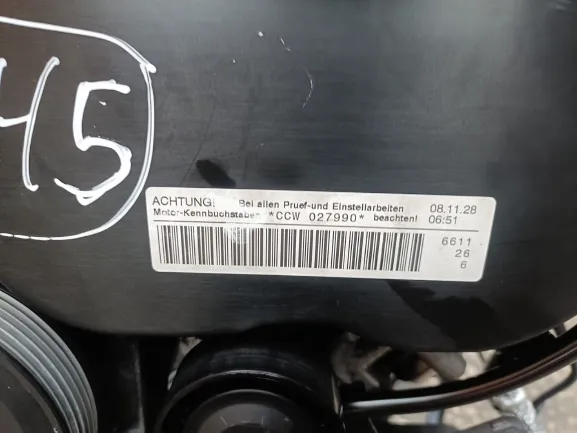 45
ACHTUNG! Bei allen Pruef-und Einstellarbeiten 08.11.28
Motor-Kennbuchstaben *CCW 027990* beachten! 06:51
6611
26
6